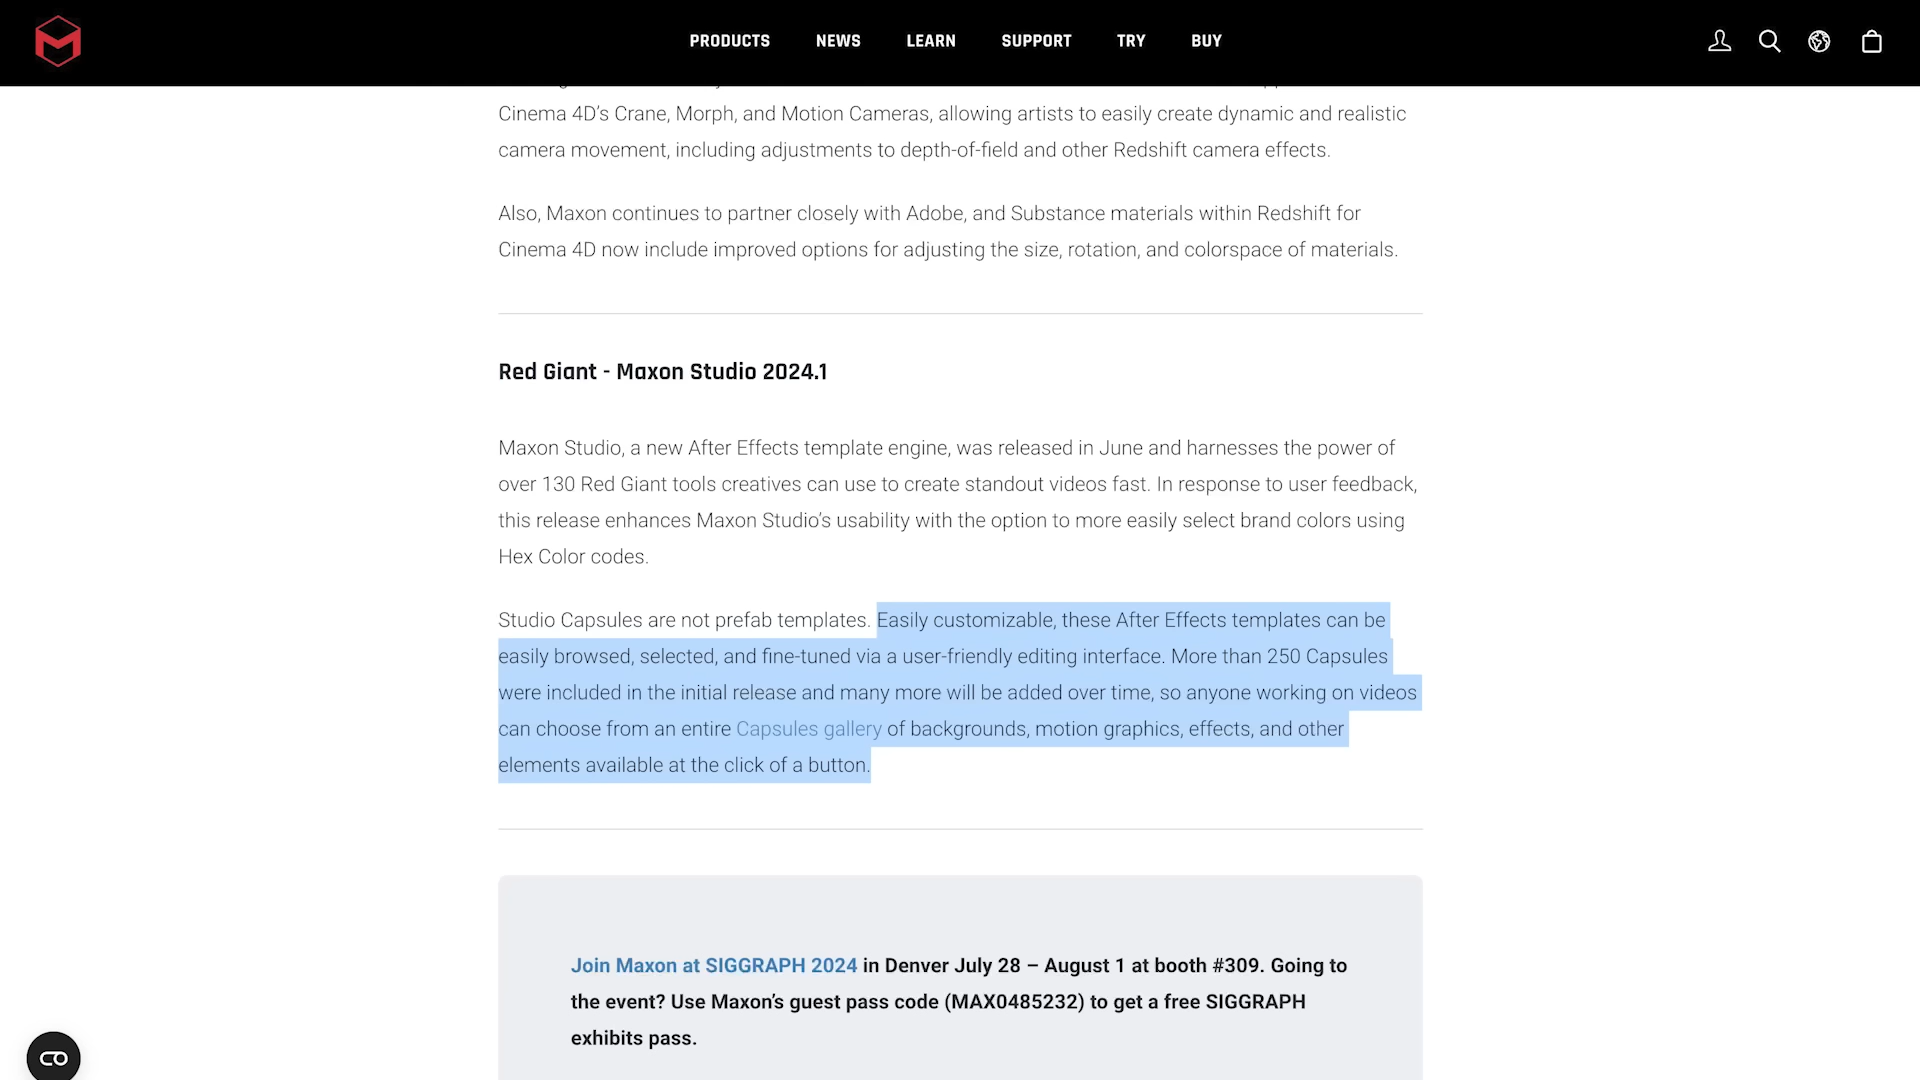 PRODUCTS NEWS LEARN SUPPORT TRY BUY
Cinema 4D’s Crane, Morph, and Motion Cameras, allowing artists to easily create dynamic and realistic
camera movement, including adjustments to depth-of-field and other Redshift camera effects.
Also, Maxon continues to partner closely with Adobe, and Substance materials within Redshift for
Cinema 4D now include improved options for adjusting the size, rotation, and colorspace of materials.
Red Giant - Maxon Studio 2024.1
Maxon Studio, a new After Effects template engine, was released in June and harnesses the power of
over 130 Red Giant tools creatives can use to create standout videos fast. In response to user feedback,
this release enhances Maxon Studio’s usability with the option to more easily select brand colors using
Hex Color codes.
Studio Capsules are not prefab templates. Easily customizable, these After Effects templates can be
easily browsed, selected, and fine-tuned via a user-friendly editing interface. More than 250 Capsules
were included in the initial release and many more will be added over time, so anyone working on videos
can choose from an entire Capsules gallery of backgrounds, motion graphics, effects, and other
elements available at the click of a button.
Join Maxon at SIGGRAPH 2024 in Denver July 28 – August 1 at booth #309. Going to
the event? Use Maxon’s guest pass code (MAX0485232) to get a free SIGGRAPH
exhibits pass.